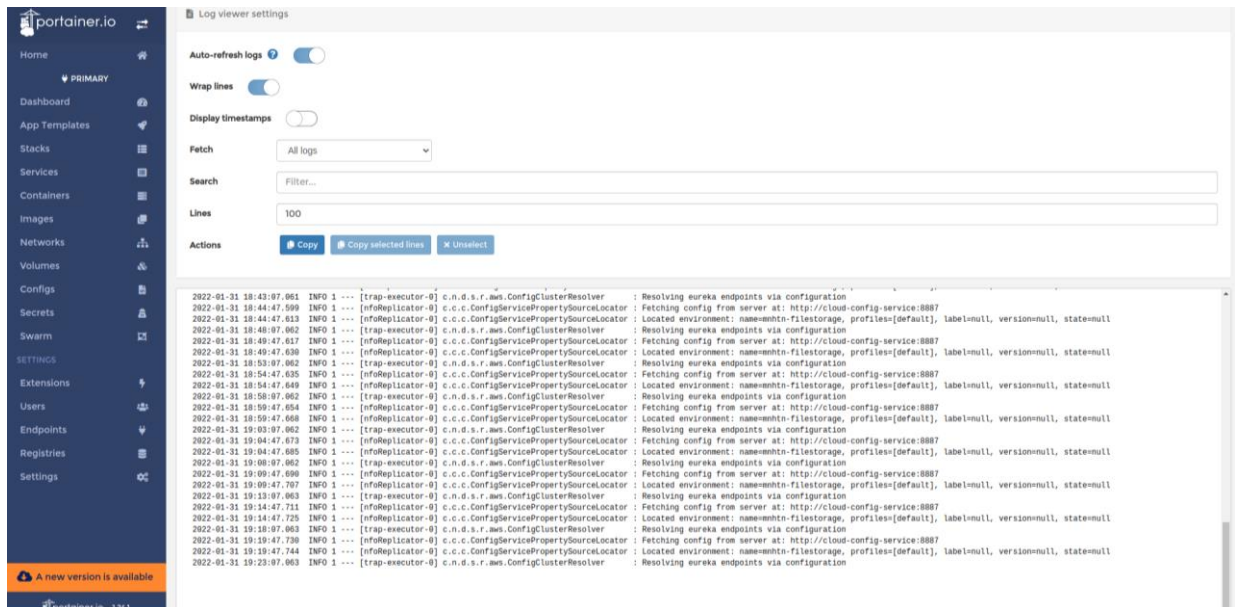 portainer.io
Home
PRIMARY
Dashboard
App Templates
Stacks
Services
Containers
Images
Networks
Volumes
Configs
Secrets
Swarm
SETTINGS
Extensions
Users
Endpoints
Registries
Settings
A new version is available
portainer.io
Log viewer settings
Auto-refresh logs
Wrap lines
Display timestamps
Fetch All logs
Search Filter...
Lines 100
Actions Copy Copy selected lines Unselect
2022-01-31 18:43:07.061 INFO 1 --- [trap-executor-0] c.n.d.s.r.aws.ConfigClusterResolver : Resolving eureka endpoints via configuration
2022-01-31 18:44:47.599 INFO 1 --- [nfoReplicator-0] c.c.c.ConfigServicePropertySourceLocator : Fetching config from server at: http://cloud-config-service:8887
2022-01-31 18:44:47.613 INFO 1 --- [nfoReplicator-0] c.c.c.ConfigServicePropertySourceLocator : Located environment: name=mnhtn-filestorage, profiles=[default], label=null, version=null, state=null
2022-01-31 18:48:07.062 INFO 1 --- [trap-executor-0] c.n.d.s.r.aws.ConfigClusterResolver : Resolving eureka endpoints via configuration
2022-01-31 18:49:47.617 INFO 1 --- [nfoReplicator-0] c.c.c.ConfigServicePropertySourceLocator : Fetching config from server at: http://cloud-config-service:8887
2022-01-31 18:49:47.630 INFO 1 --- [nfoReplicator-0] c.c.c.ConfigServicePropertySourceLocator : Located environment: name=mnhtn-filestorage, profiles=[default], label=null, version=null, state=null
2022-01-31 18:53:07.062 INFO 1 --- [trap-executor-0] c.n.d.s.r.aws.ConfigClusterResolver : Resolving eureka endpoints via configuration
2022-01-31 18:54:47.635 INFO 1 --- [nfoReplicator-0] c.c.c.ConfigServicePropertySourceLocator : Fetching config from server at: http://cloud-config-service:8887
2022-01-31 18:54:47.649 INFO 1 --- [nfoReplicator-0] c.c.c.ConfigServicePropertySourceLocator : Located environment: name=mnhtn-filestorage, profiles=[default], label=null, version=null, state=null
2022-01-31 18:58:07.062 INFO 1 --- [trap-executor-0] c.n.d.s.r.aws.ConfigClusterResolver : Resolving eureka endpoints via configuration
2022-01-31 18:59:47.654 INFO 1 --- [nfoReplicator-0] c.c.c.ConfigServicePropertySourceLocator : Fetching config from server at: http://cloud-config-service:8887
2022-01-31 18:59:47.668 INFO 1 --- [nfoReplicator-0] c.c.c.ConfigServicePropertySourceLocator : Located environment: name=mnhtn-filestorage, profiles=[default], label=null, version=null, state=null
2022-01-31 19:03:07.062 INFO 1 --- [trap-executor-0] c.n.d.s.r.aws.ConfigClusterResolver : Resolving eureka endpoints via configuration
2022-01-31 19:04:47.673 INFO 1 --- [nfoReplicator-0] c.c.c.ConfigServicePropertySourceLocator : Fetching config from server at: http://cloud-config-service:8887
2022-01-31 19:04:47.685 INFO 1 --- [nfoReplicator-0] c.c.c.ConfigServicePropertySourceLocator : Located environment: name=mnhtn-filestorage, profiles=[default], label=null, version=null, state=null
2022-01-31 19:08:07.062 INFO 1 --- [trap-executor-0] c.n.d.s.r.aws.ConfigClusterResolver : Resolving eureka endpoints via configuration
2022-01-31 19:09:47.690 INFO 1 --- [nfoReplicator-0] c.c.c.ConfigServicePropertySourceLocator : Fetching config from server at: http://cloud-config-service:8887
2022-01-31 19:09:47.707 INFO 1 --- [nfoReplicator-0] c.c.c.ConfigServicePropertySourceLocator : Located environment: name=mnhtn-filestorage, profiles=[default], label=null, version=null, state=null
2022-01-31 19:13:07.063 INFO 1 --- [trap-executor-0] c.n.d.s.r.aws.ConfigClusterResolver : Resolving eureka endpoints via configuration
2022-01-31 19:14:47.711 INFO 1 --- [nfoReplicator-0] c.c.c.ConfigServicePropertySourceLocator : Fetching config from server at: http://cloud-config-service:8887
2022-01-31 19:14:47.725 INFO 1 --- [nfoReplicator-0] c.c.c.ConfigServicePropertySourceLocator : Located environment: name=mnhtn-filestorage, profiles=[default], label=null, version=null, state=null
2022-01-31 19:18:07.063 INFO 1 --- [trap-executor-0] c.n.d.s.r.aws.ConfigClusterResolver : Resolving eureka endpoints via configuration
2022-01-31 19:19:47.730 INFO 1 --- [nfoReplicator-0] c.c.c.ConfigServicePropertySourceLocator : Fetching config from server at: http://cloud-config-service:8887
2022-01-31 19:19:47.744 INFO 1 --- [nfoReplicator-0] c.c.c.ConfigServicePropertySourceLocator : Located environment: name=mnhtn-filestorage, profiles=[default], label=null, version=null, state=null
2022-01-31 19:23:07.063 INFO 1 --- [trap-executor-0] c.n.d.s.r.aws.ConfigClusterResolver : Resolving eureka endpoints via configuration